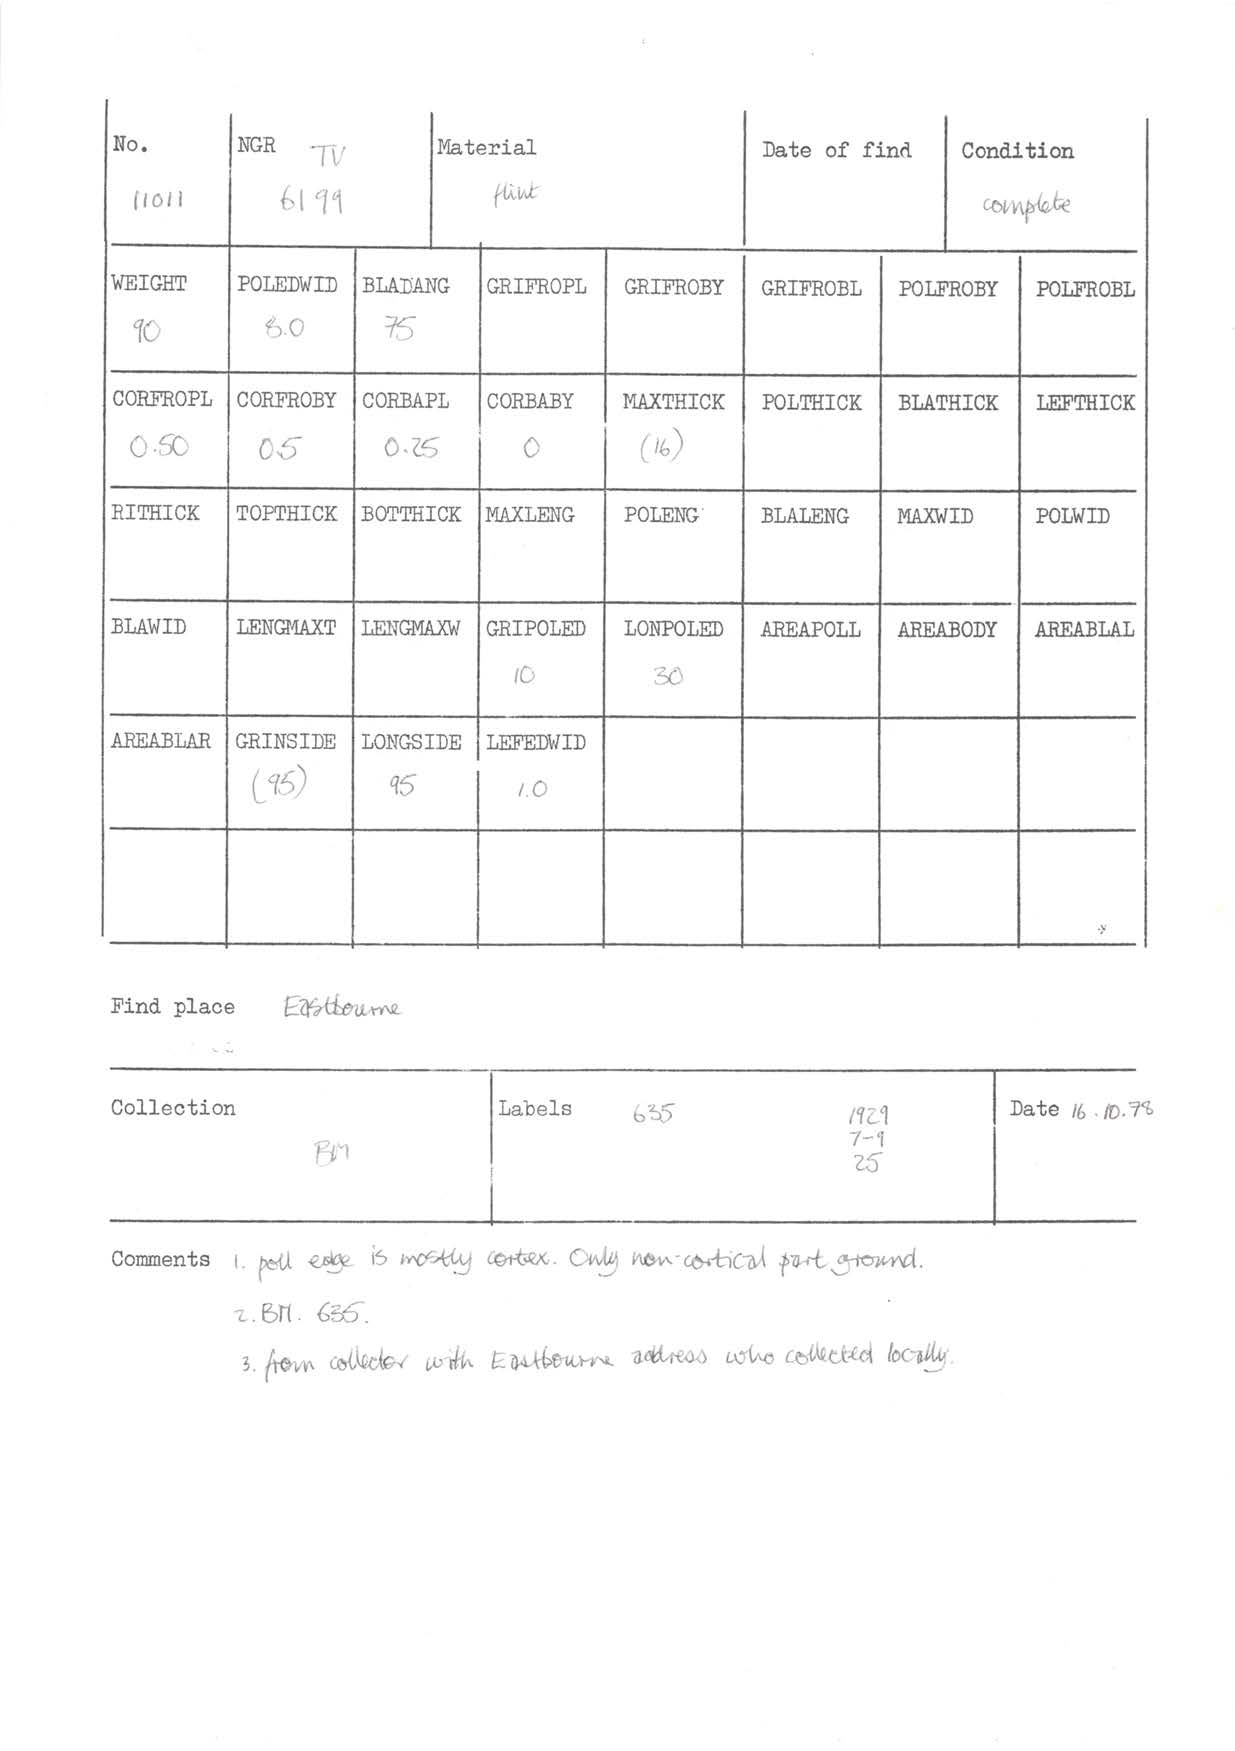 No. NGR TV Material Date of find Condition
11011 6199 flint complete
WEIGHT POLEDWID BLADANG GRIFROPL GRIFROBY GRIFROBL POLFROBY POLFROBL
90 8.0 75
CORFROPL CORFROBY CORBAPL CORBABY MAXTHICK POLTHICK BLATHICK LEFTHICK
0.50 0.5 0.25 0 (16)
RITHICK TOPTHICK BOTTHICK MAXLENG POLENG BLALENG MAXWID POLWID
BLAWID LENGMAXT LENGMAXW GRIPOLED LONPOLED AREAPOLL AREABODY AREABLAL
10 30
AREABLAR GRINSIDE LONGSIDE LEFEDWID
(95) 95 1.0
Find place Eastbourne
Collection Labels 635 1929 Date 16.10.78
7-9
BM 25
Comments 1. poll edge is mostly cortex. Only non-cortical part ground.
2. BM. 635.
3. from collector with Eastbourne address who collected locally.